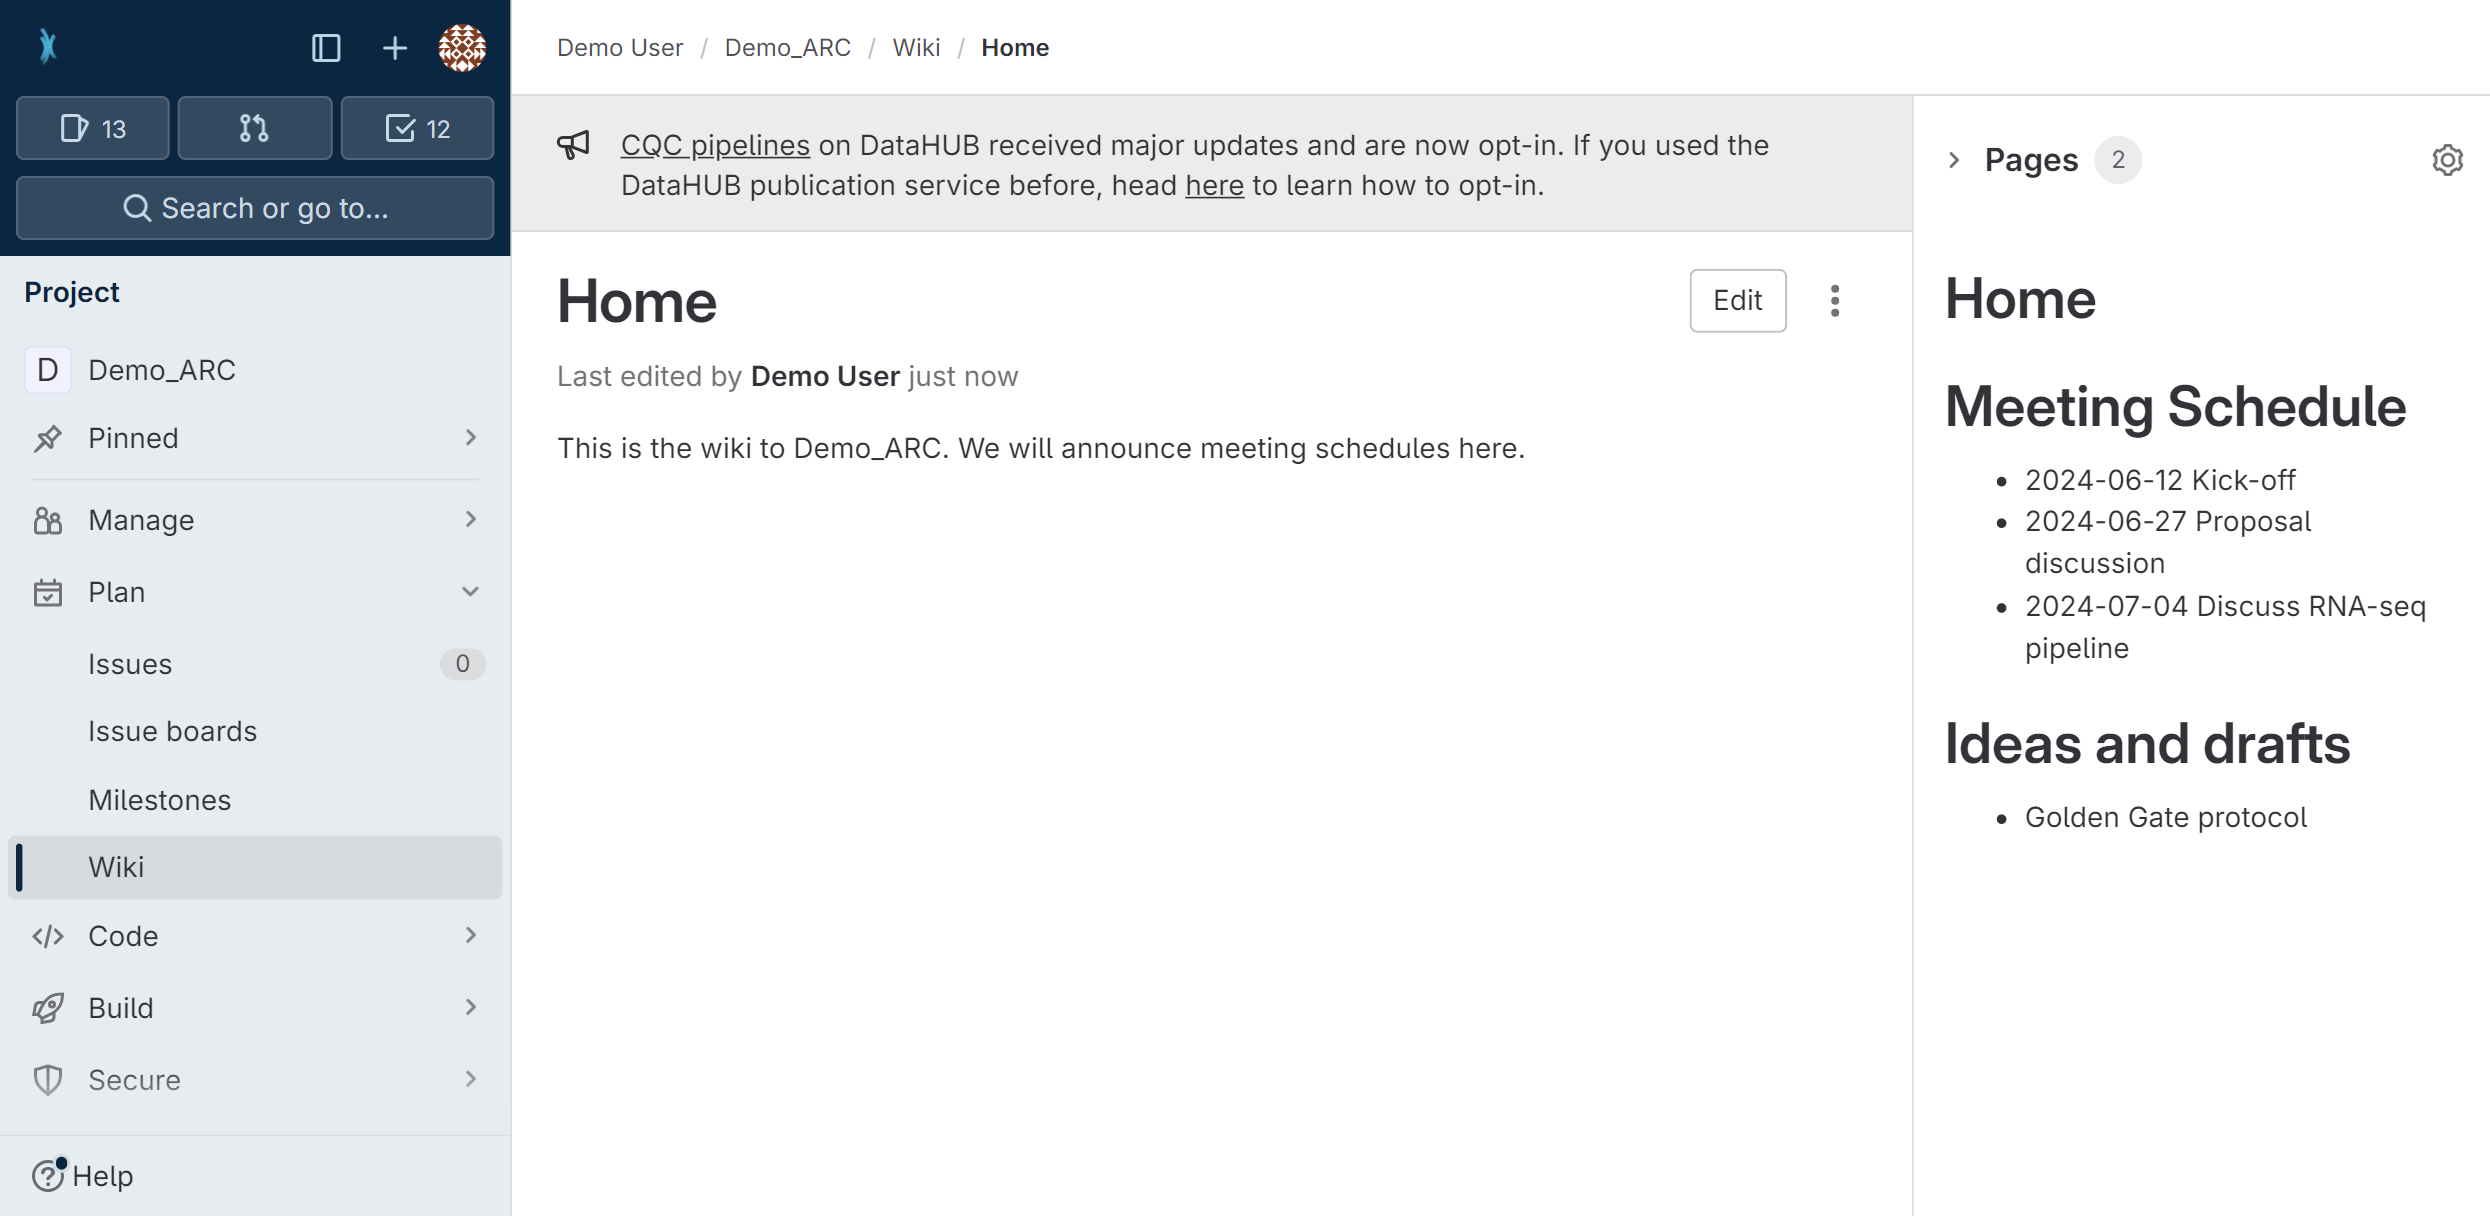 13
12
Search or go to...
Project
D Demo_ARC
Pinned
Manage
Plan
Issues 0
Issue boards
Milestones
Wiki
Code
Build
Secure
Help
Demo User / Demo_ARC / Wiki / Home
CQC pipelines on DataHUB received major updates and are now opt-in. If you used the
DataHUB publication service before, head here to learn how to opt-in.
Home
Edit
Last edited by Demo User just now
This is the wiki to Demo_ARC. We will announce meeting schedules here.
Pages 2
Home
Meeting Schedule
• 2024-06-12 Kick-off
• 2024-06-27 Proposal
discussion
• 2024-07-04 Discuss RNA-seq
pipeline
Ideas and drafts
• Golden Gate protocol